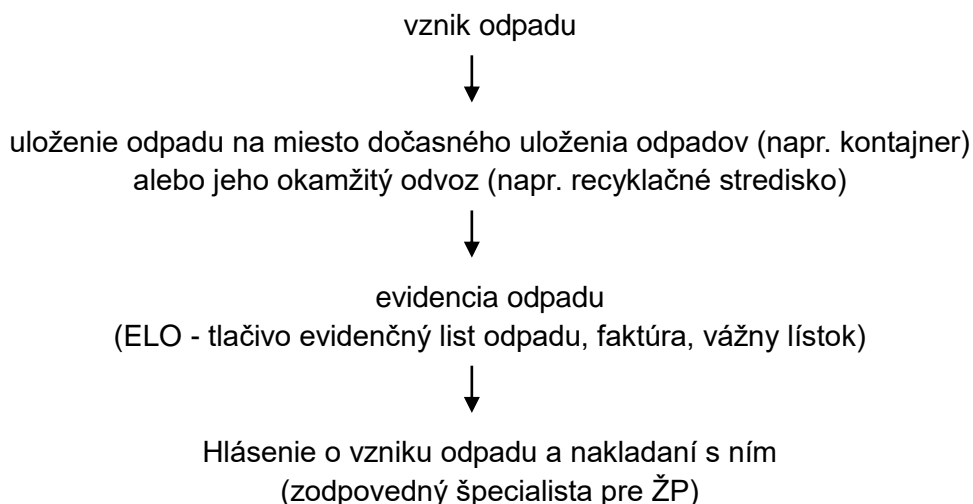 vznik odpadu
uloženie odpadu na miesto dočasného uloženia odpadov (napr. kontajner)
alebo jeho okamžitý odvoz (napr. recyklačné stredisko)
evidencia odpadu
(ELO - tlačivo evidenčný list odpadu, faktúra, vážny lístok)
Hlásenie o vzniku odpadu a nakladaní s ním
(zodpovedný špecialista pre ŽP)